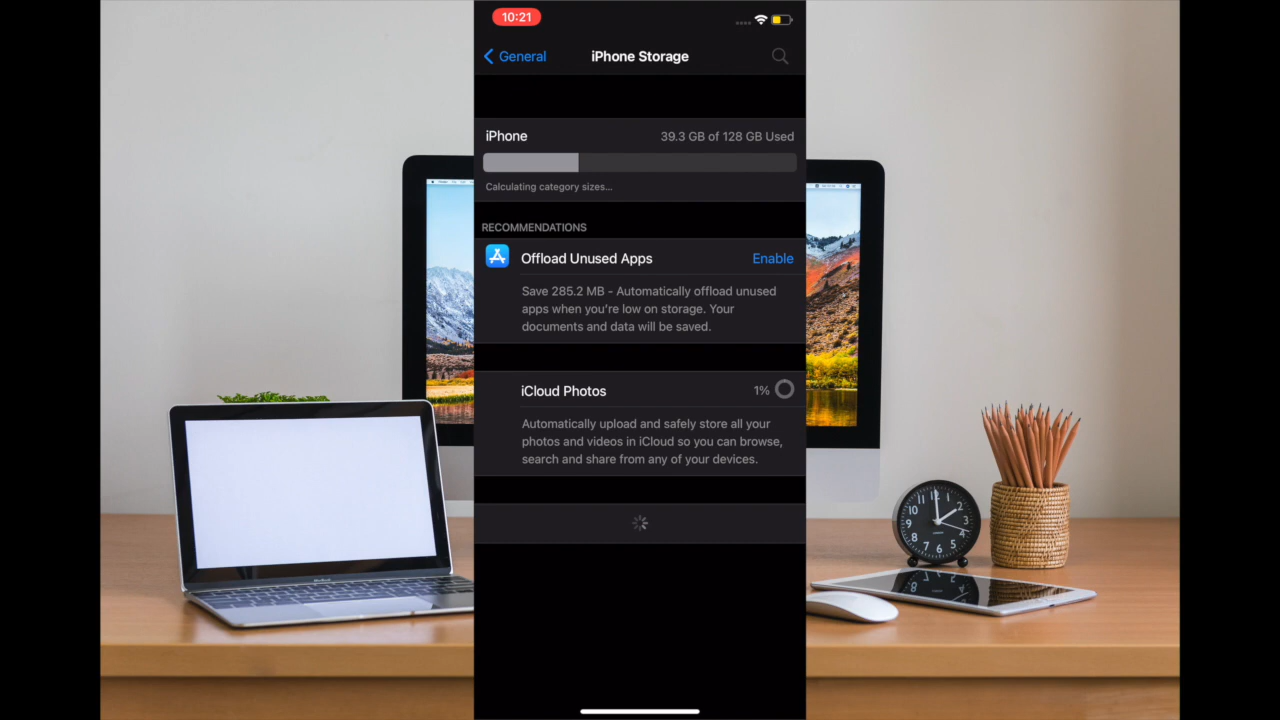 10:21
General
iPhone Storage
iPhone
39.3 GB of 128 GB Used
Calculating category sizes...
RECOMMENDATIONS
Offload Unused Apps
Enable
Save 285.2 MB - Automatically offload unused
apps when you're low on storage. Your
documents and data will be saved.
iCloud Photos
1%
Automatically upload and safely store all your
photos and videos in iCloud so you can browse,
search and share from any of your devices.